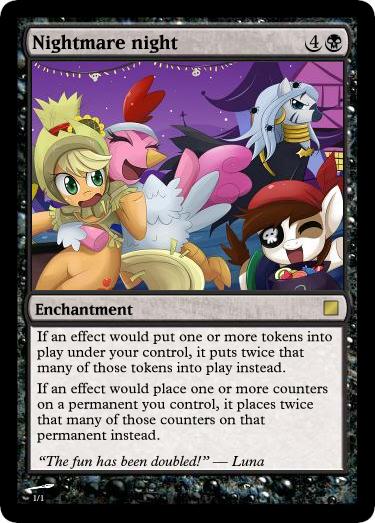 Nightmare night 4
Enchantment
If an effect would put one or more tokens into
play under your control, it puts twice that
many of those tokens into play instead.
If an effect would place one or more counters
on a permanent you control, it places twice
that many of those counters on that
permanent instead.
“The fun has been doubled!” — Luna
1/1